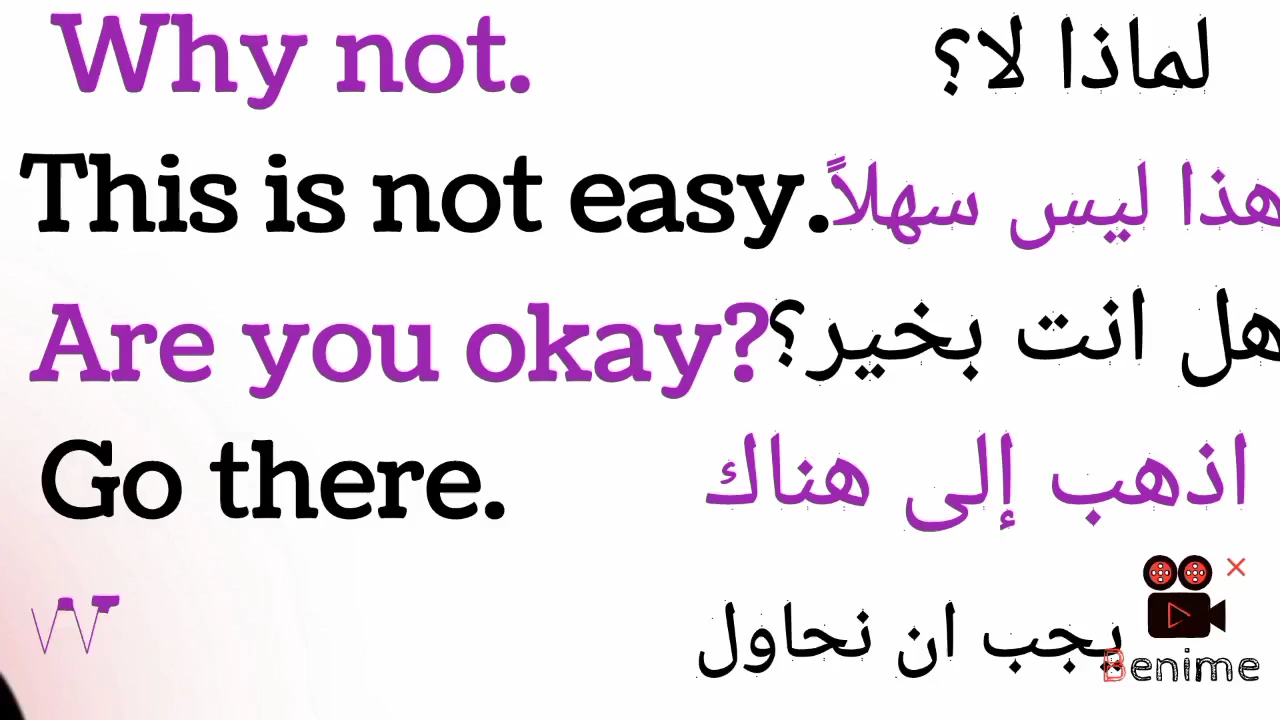 Why not. لماذا لا؟
This is not easy. هذا ليس سهلاً
Are you okay? هل انت بخير؟
Go there. اذهب إلى هناك
W يجب ان نحاول
Benime